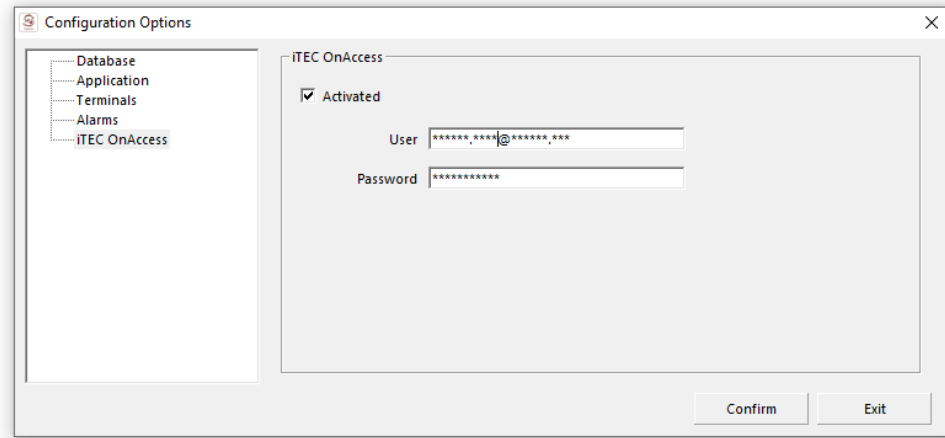 Configuration Options
Database
Application
Terminals
Alarms
iTEC OnAccess
iTEC OnAccess
Activated
User ******.****@******.***
Password ***********
Confirm Exit